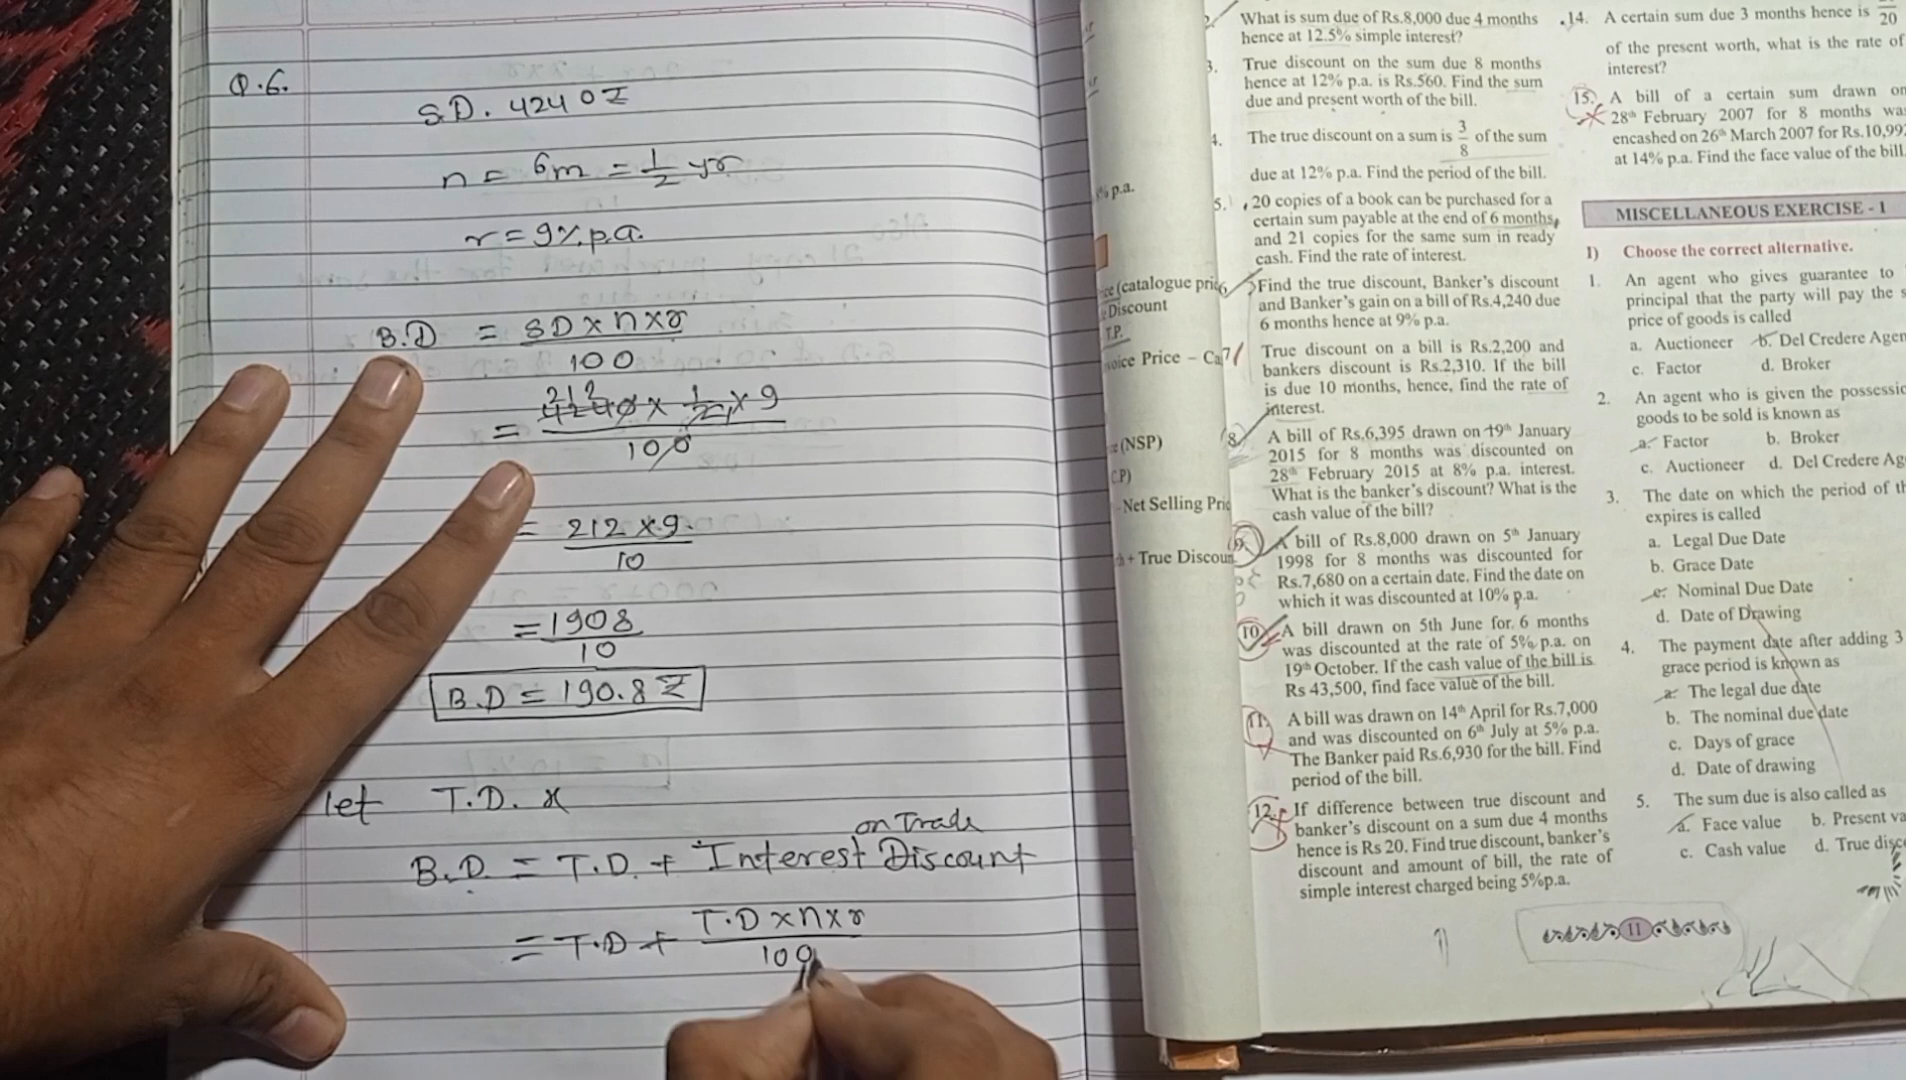 Q.6.
S.D. 4240 ₹
n = 6m = 1/2 yr
r = 9%.p.a.
B.D = SD x n x r
100
= 4240 x 1/2 x 9
212
100
= 212 x 9
10
= 1908
10
B.D = 190.8 ₹
let T.D. x
on Trade
B.D = T.D. + Interest Discount
= T.D + T.D x n x r
100
% p.a.
(catalogue pric
Discount
T.P.
voice Price - Ca
(NSP)
CP)
Net Selling Pri
+ True Discoun
What is sum due of Rs.8,000 due 4 months
hence at 12.5% simple interest?
3. True discount on the sum due 8 months
hence at 12% p.a. is Rs.560. Find the sum
due and present worth of the bill.
4. The true discount on a sum is 3/8 of the sum
due at 12% p.a. Find the period of the bill.
5. 20 copies of a book can be purchased for a
certain sum payable at the end of 6 months,
and 21 copies for the same sum in ready
cash. Find the rate of interest.
6. Find the true discount, Banker's discount
and Banker's gain on a bill of Rs.4,240 due
6 months hence at 9% p.a.
7. True discount on a bill is Rs.2,200 and
bankers discount is Rs.2,310. If the bill
is due 10 months, hence, find the rate of
interest.
8. A bill of Rs.6,395 drawn on 19th January
2015 for 8 months was discounted on
28th February 2015 at 8% p.a. interest.
What is the banker's discount? What is the
cash value of the bill?
9. A bill of Rs.8,000 drawn on 5th January
1998 for 8 months was discounted for
Rs.7,680 on a certain date. Find the date on
which it was discounted at 10% p.a.
10. A bill drawn on 5th June for 6 months
was discounted at the rate of 5% p.a. on
19th October. If the cash value of the bill is
Rs 43,500, find face value of the bill.
11. A bill was drawn on 14th April for Rs.7,000
and was discounted on 6th July at 5% p.a.
The Banker paid Rs.6,930 for the bill. Find
period of the bill.
12. If difference between true discount and
banker's discount on a sum due 4 months
hence is Rs 20. Find true discount, banker's
discount and amount of bill, the rate of
simple interest charged being 5%p.a.
14. A certain sum due 3 months hence is
20
of the present worth, what is the rate of
interest?
15. A bill of a certain sum drawn on
28th February 2007 for 8 months wa
encashed on 26th March 2007 for Rs.10,99
at 14% p.a. Find the face value of the bill.
MISCELLANEOUS EXERCISE - 1
I) Choose the correct alternative.
1. An agent who gives guarantee to
principal that the party will pay the s
price of goods is called
a. Auctioneer b. Del Credere Agen
c. Factor d. Broker
2. An agent who is given the possessio
goods to be sold is known as
a. Factor b. Broker
c. Auctioneer d. Del Credere Ag
3. The date on which the period of th
expires is called
a. Legal Due Date
b. Grace Date
c. Nominal Due Date
d. Date of Drawing
4. The payment date after adding 3
grace period is known as
a. The legal due date
b. The nominal due date
c. Days of grace
d. Date of drawing
5. The sum due is also called as
a. Face value b. Present va
c. Cash value d. True disc
11